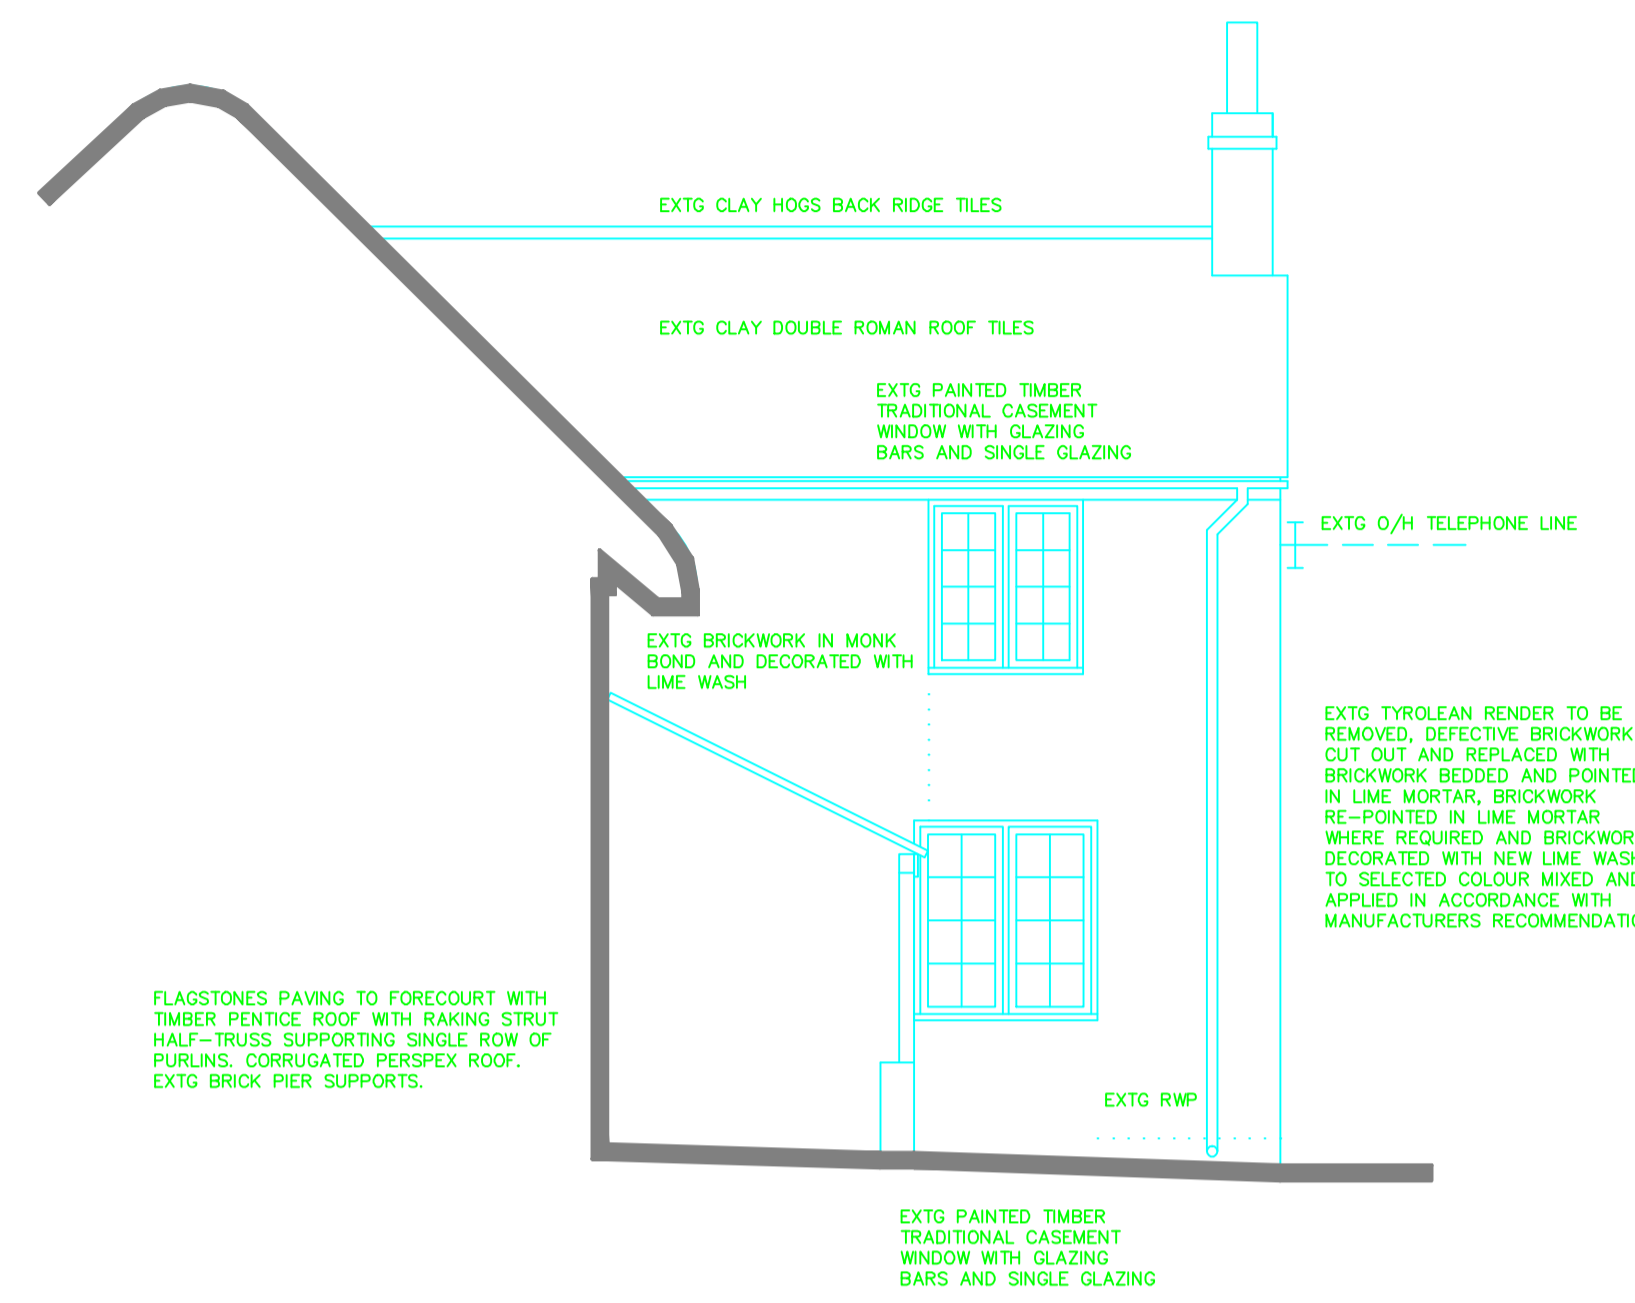 EXTG CLAY HOGS BACK RIDGE TILES
EXTG CLAY DOUBLE ROMAN ROOF TILES
EXTG PAINTED TIMBER
TRADITIONAL CASEMENT
WINDOW WITH GLAZING
BARS AND SINGLE GLAZING
EXTG O/H TELEPHONE LINE
EXTG BRICKWORK IN MONK
BOND AND DECORATED WITH
LIME WASH
EXTG TYROLEAN RENDER TO BE
REMOVED, DEFECTIVE BRICKWORK
CUT OUT AND REPLACED WITH
BRICKWORK BEDDED AND POINTED
IN LIME MORTAR, BRICKWORK
RE-POINTED IN LIME MORTAR
WHERE REQUIRED AND BRICKWOR
DECORATED WITH NEW LIME WASH
TO SELECTED COLOUR MIXED AND
APPLIED IN ACCORDANCE WITH
MANUFACTURERS RECOMMENDATIO
FLAGSTONES PAVING TO FORECOURT WITH
TIMBER PENTICE ROOF WITH RAKING STRUT
HALF-TRUSS SUPPORTING SINGLE ROW OF
PURLINS. CORRUGATED PERSPEX ROOF.
EXTG BRICK PIER SUPPORTS.
EXTG RWP
EXTG PAINTED TIMBER
TRADITIONAL CASEMENT
WINDOW WITH GLAZING
BARS AND SINGLE GLAZING